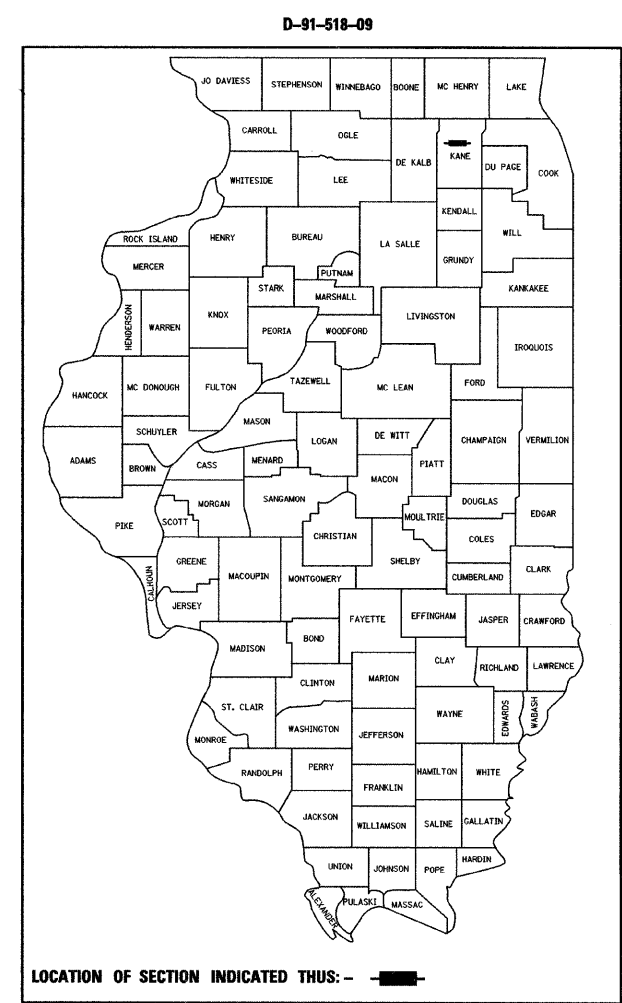 D-91-518-09
JO DAVIESS STEPHENSON WINNEBAGO BOONE MC HENRY LAKE
CARROLL OGLE
DE KALB KANE DU PAGE COOK
WHITESIDE LEE
KENDALL
ROCK ISLAND HENRY BUREAU LA SALLE WILL
MERCER PUTNAM GRUNDY
STARK MARSHALL KANKAKEE
HENDERSON WARREN KNOX PEORIA WOODFORD LIVINGSTON
IROQUOIS
HANCOCK MC DONOUGH FULTON TAZEWELL MC LEAN FORD
MASON
SCHUYLER LOGAN DE WITT CHAMPAIGN VERMILION
ADAMS BROWN CASS MENARD PIATT
MACON
MORGAN SANGAMON DOUGLAS
PIKE SCOTT CHRISTIAN MOULTRIE EDGAR
COLES
CALHOUN GREENE MACOUPIN MONTGOMERY SHELBY CLARK
CUMBERLAND
JERSEY
FAYETTE EFFINGHAM JASPER CRAWFORD
MADISON BOND
CLAY RICHLAND LAWRENCE
CLINTON MARION
ST. CLAIR WAYNE EDWARDS WABASH
WASHINGTON JEFFERSON
MONROE
RANDOLPH PERRY HAMILTON WHITE
FRANKLIN
JACKSON WILLIAMSON SALINE GALLATIN
UNION JOHNSON POPE HARDIN
ALEXANDER PULASKI MASSAC
LOCATION OF SECTION INDICATED THUS: -